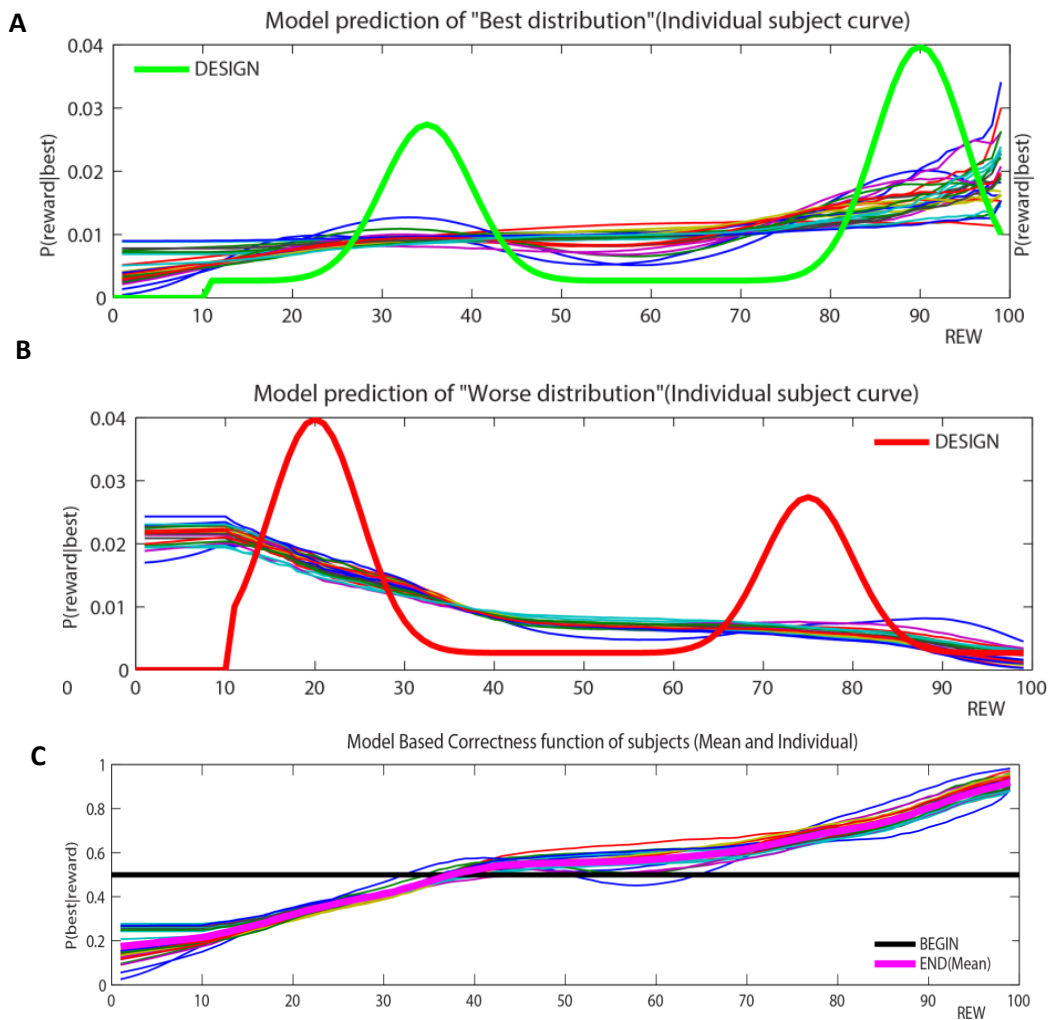 A
Model prediction of "Best distribution"(Individual subject curve)
DESIGN
P(reward|best)
0.04
0.03
0.02
0.01
0
P(reward|best)
0 10 20 30 40 50 60 70 80 90 100
REW
B
Model prediction of "Worse distribution"(Individual subject curve)
DESIGN
P(reward|best)
0.04
0.03
0.02
0.01
0
0
10 20 30 40 50 60 70 80 90 100
REW
C
Model Based Correctness function of subjects (Mean and Individual)
P(best|reward)
1
0.8
0.6
0.4
0.2
0
BEGIN
END(Mean)
0 10 20 30 40 50 60 70 80 90 100
REW